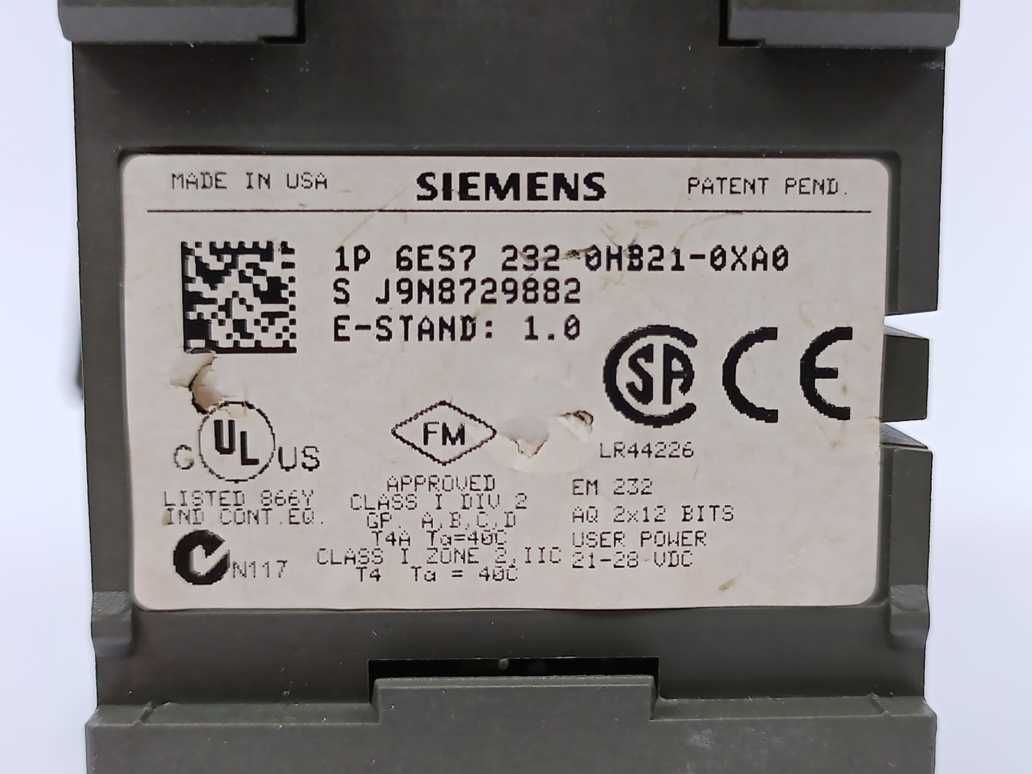 MADE IN USA
SIEMENS
PATENT PEND.
1P 6ES7 232-0HB21-0XA0
S J9N8729882
E-STAND: 1.0
SA
CE
LR44226
C UL US
LISTED 866Y
IND CONT.EQ.
N117
FM
APPROVED
CLASS I DIV 2
GP. A,B,C,D
T4A Ta=40C
CLASS I ZONE 2,IIC
T4 Ta = 40C
EM 232
AQ 2x12 BITS
USER POWER
21-28 VDC